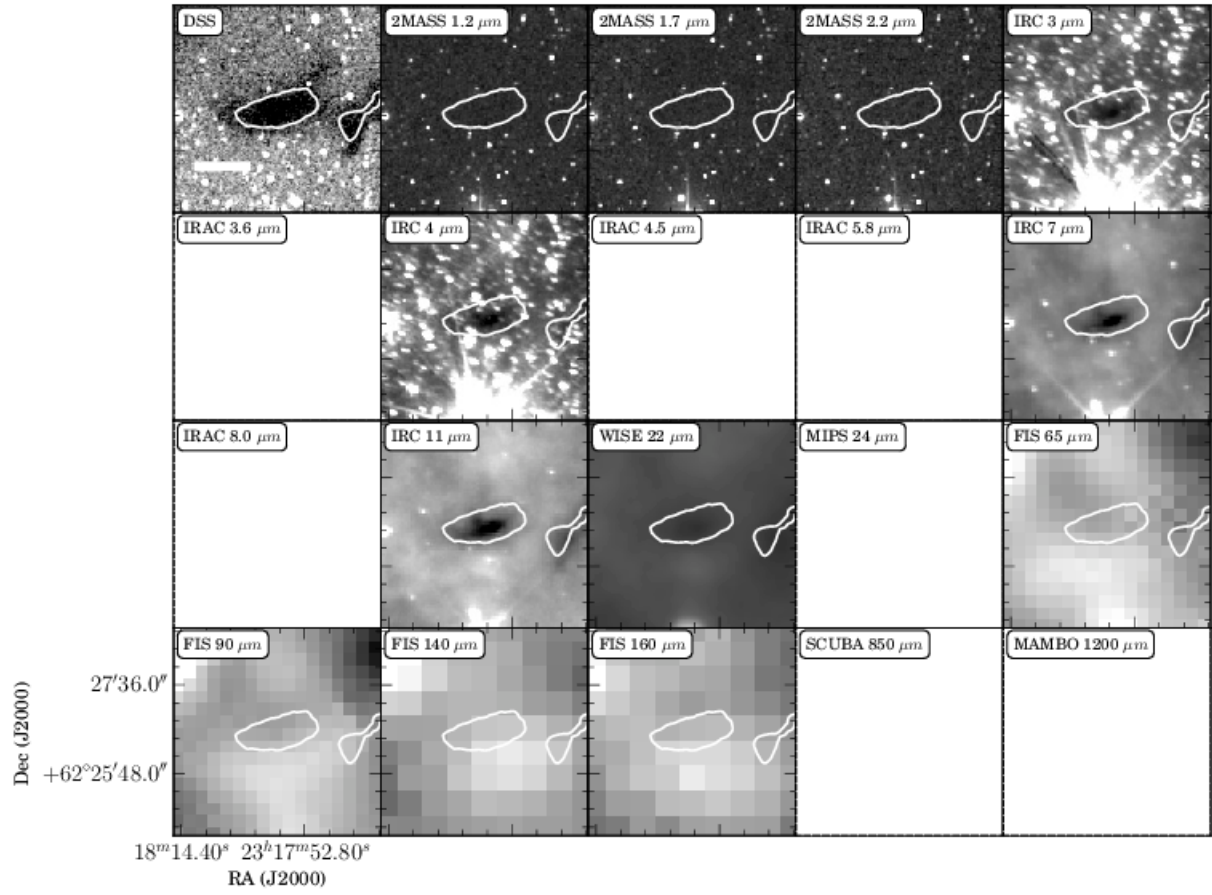 DSS
2MASS 1.2 μm
2MASS 1.7 μm
2MASS 2.2 μm
IRC 3 μm
IRAC 3.6 μm
IRC 4 μm
IRAC 4.5 μm
IRAC 5.8 μm
IRC 7 μm
IRAC 8.0 μm
IRC 11 μm
WISE 22 μm
MIPS 24 μm
FIS 65 μm
FIS 90 μm
FIS 140 μm
FIS 160 μm
SCUBA 850 μm
MAMBO 1200 μm
27′36.0″
+62°25′48.0″
Dec (J2000)
18ᵐ14.40ˢ
23ʰ17ᵐ52.80ˢ
RA (J2000)